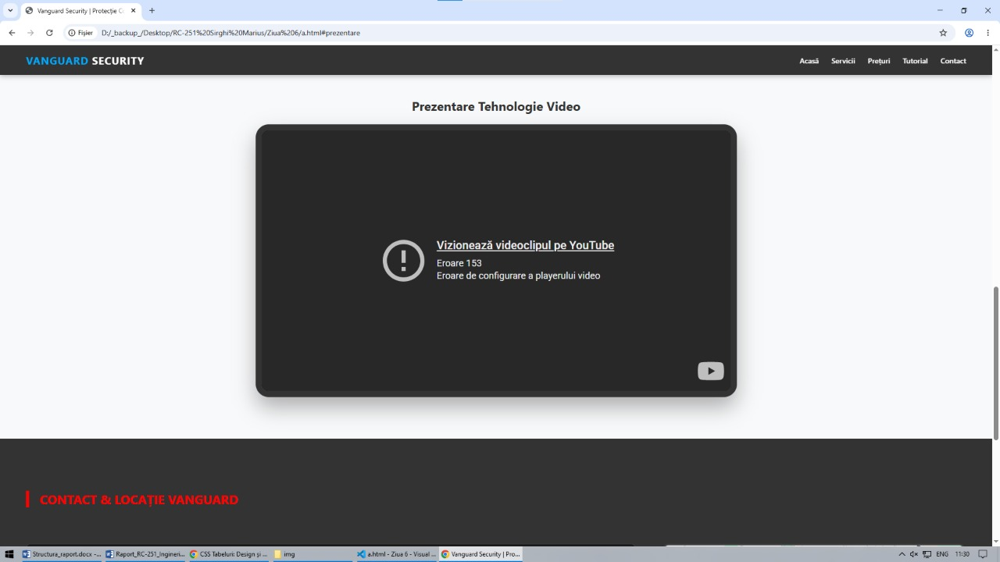 Vanguard Security | Protecție C
Fișier
D:/_backup_/Desktop/RC-251%20Sirghi%20Marius/Ziua%206/a.html#prezentare
VANGUARD SECURITY
Acasă
Servicii
Prețuri
Tutorial
Contact
Prezentare Tehnologie Video
Vizionează videoclipul pe YouTube
Eroare 153
Eroare de configurare a playerului video
CONTACT & LOCAȚIE VANGUARD
Structura_raport.docx -...
Raport_RC-251_Ingineri...
CSS Tabeluri: Design și ...
img
a.html - Ziua 6 - Visual ...
Vanguard Security | Pro...
ENG
11:30